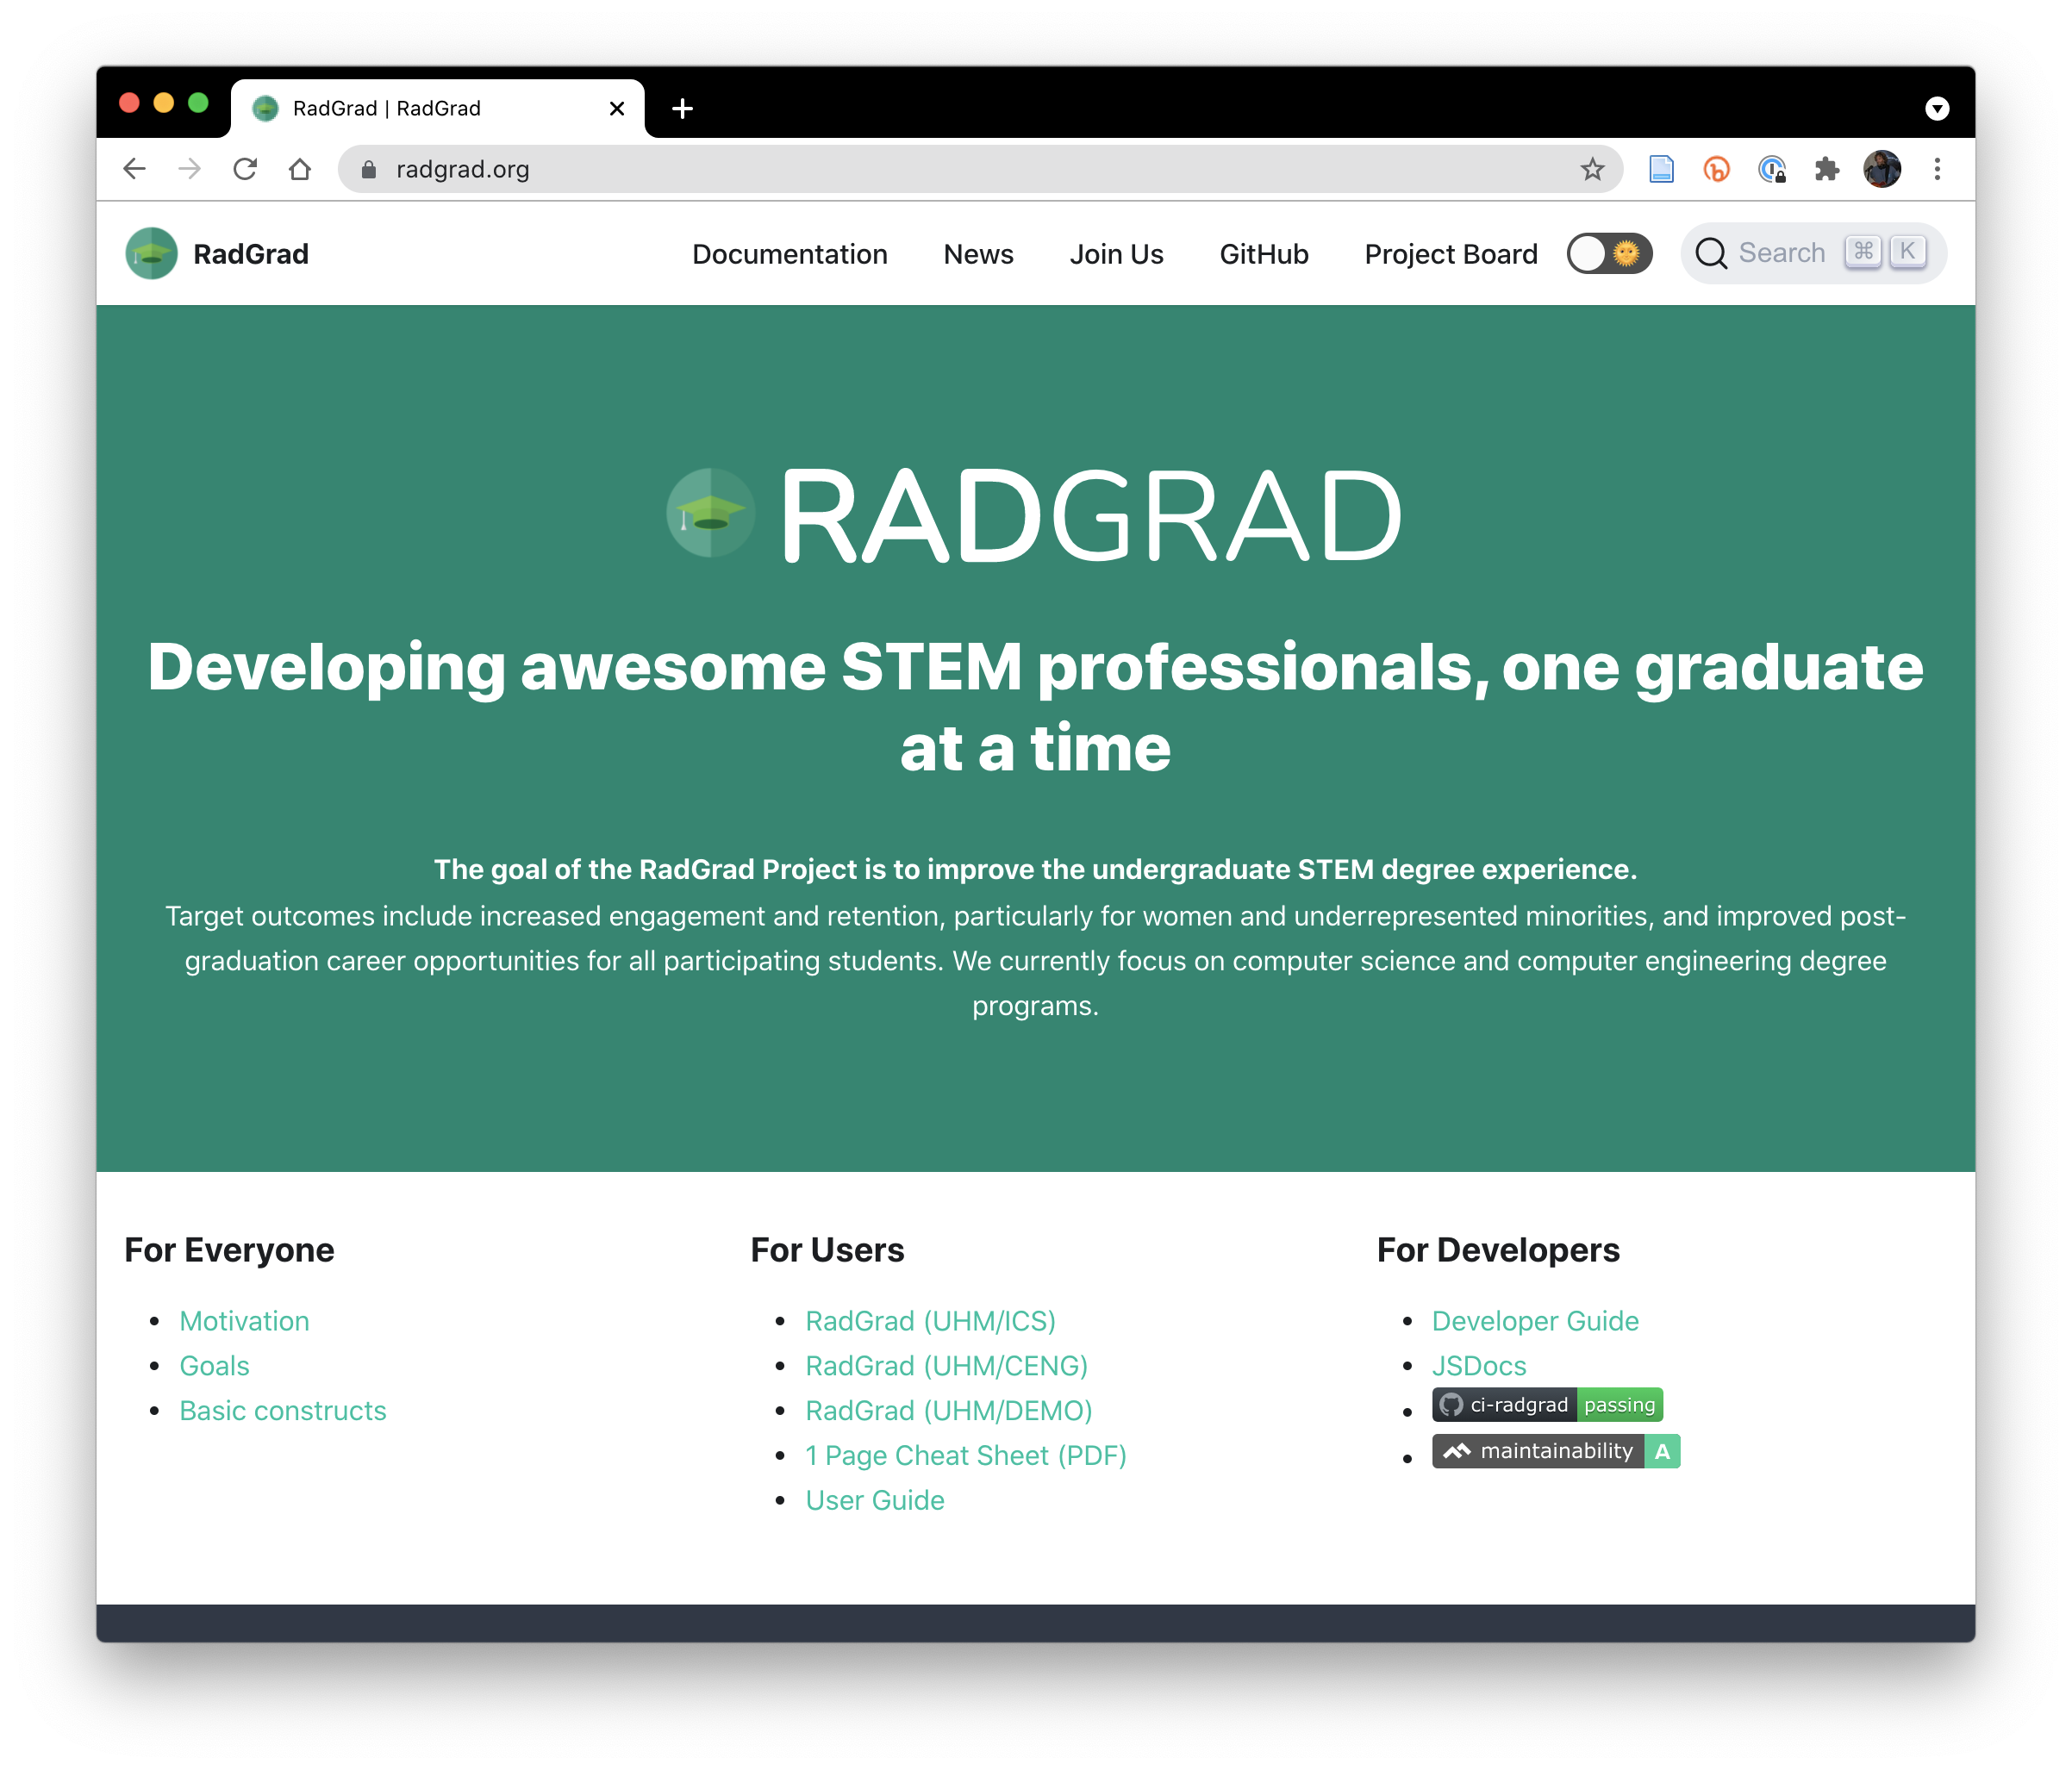 RadGrad | RadGrad
radgrad.org
RadGrad
Documentation
News
Join Us
GitHub
Project Board
Search
⌘ K
RADGRAD
Developing awesome STEM professionals, one graduate
at a time
The goal of the RadGrad Project is to improve the undergraduate STEM degree experience.
Target outcomes include increased engagement and retention, particularly for women and underrepresented minorities, and improved post-
graduation career opportunities for all participating students. We currently focus on computer science and computer engineering degree
programs.
For Everyone
Motivation
Goals
Basic constructs
For Users
RadGrad (UHM/ICS)
RadGrad (UHM/CENG)
RadGrad (UHM/DEMO)
1 Page Cheat Sheet (PDF)
User Guide
For Developers
Developer Guide
JSDocs
ci-radgrad passing
maintainability A